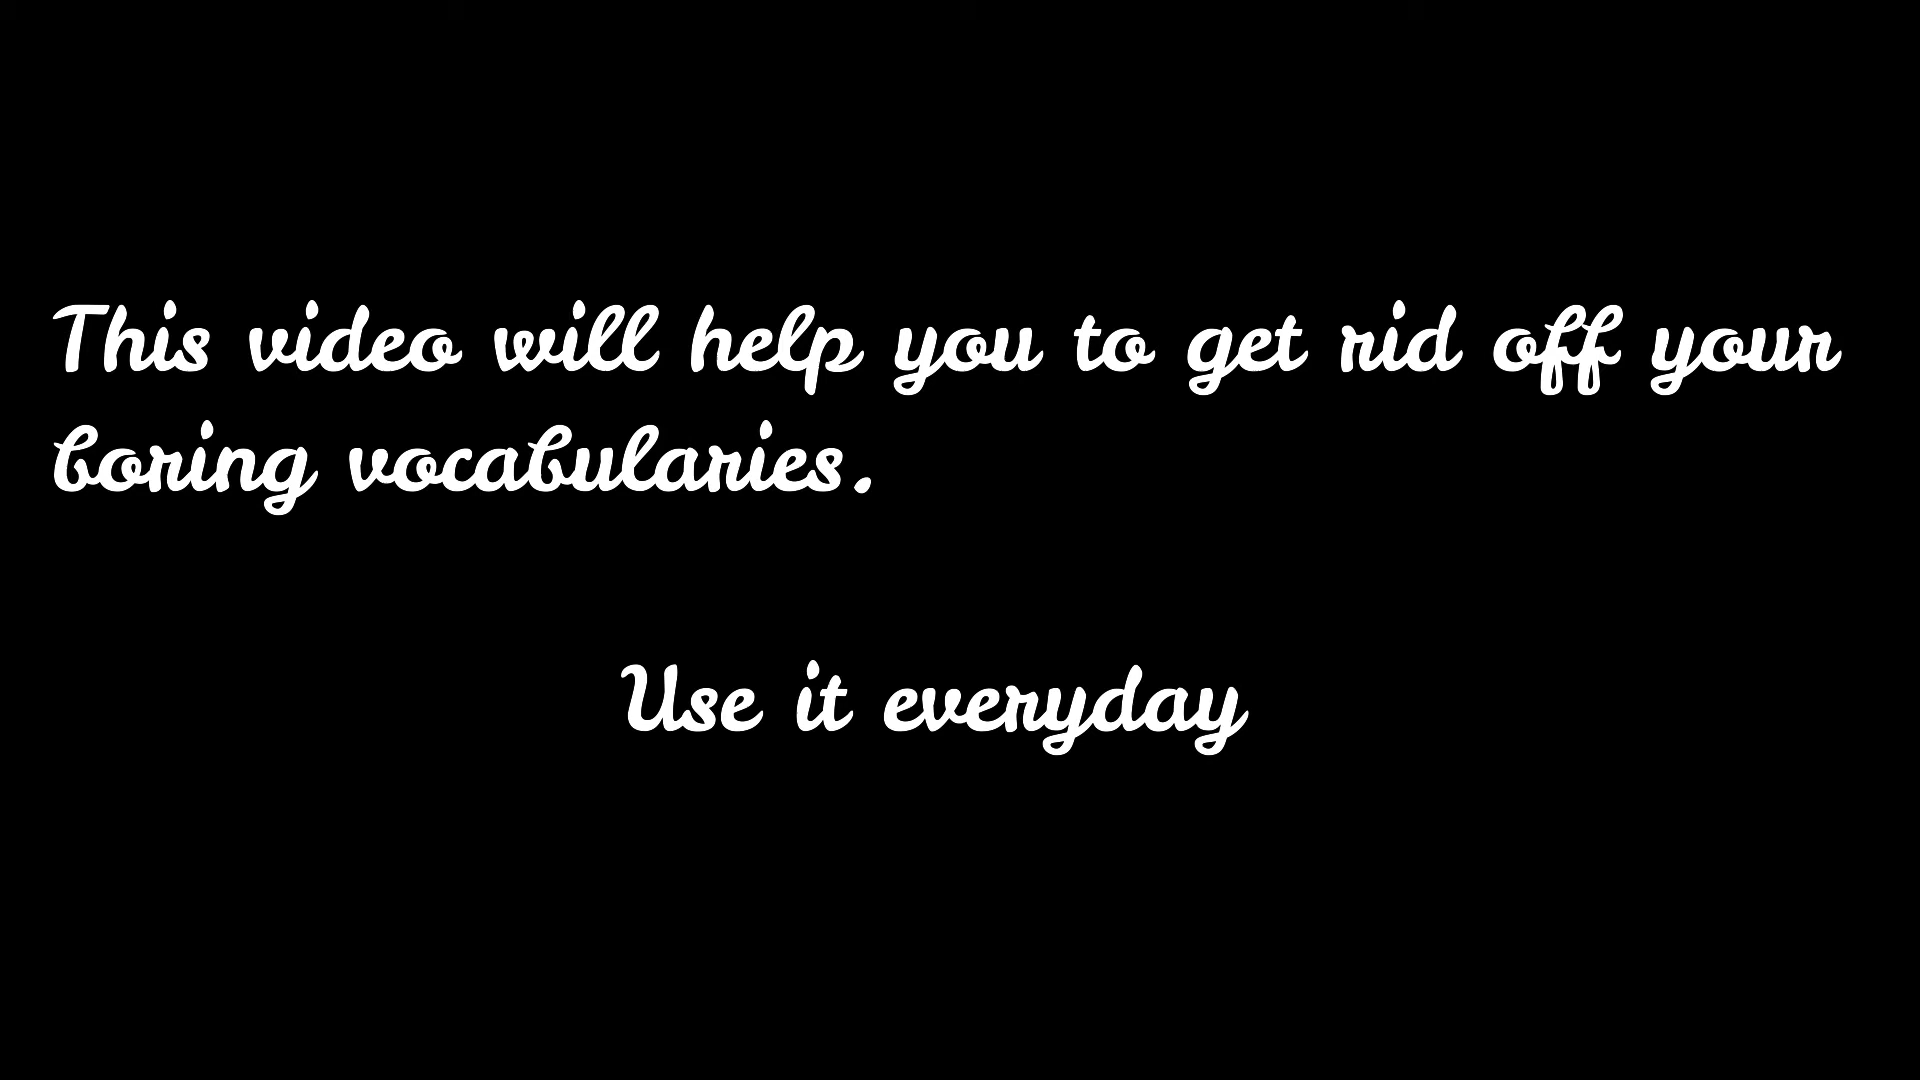 This video will help you to get rid off your
boring vocabularies.
Use it everyday